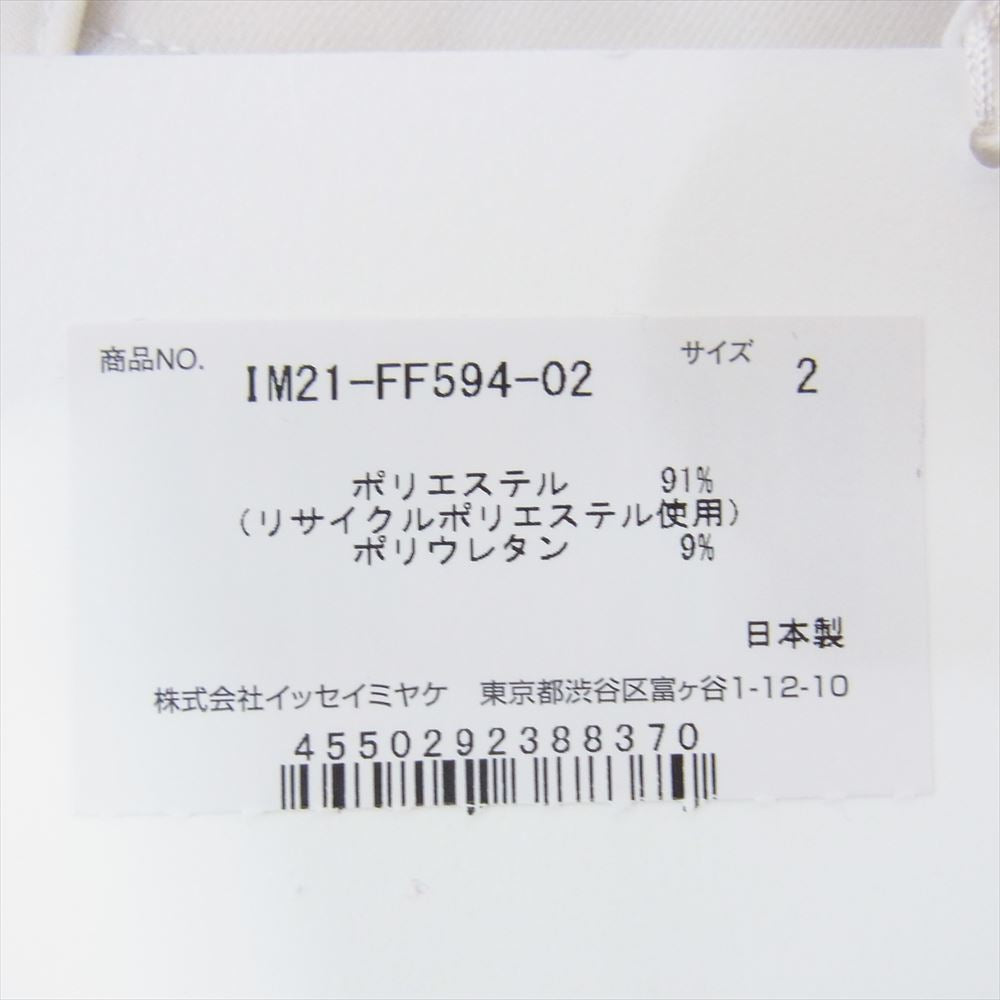 商品NO. IM21-FF594-02 サイズ 2
ポリエステル 91%
(リサイクルポリエステル使用)
ポリウレタン 9%
日本製
株式会社イッセイミヤケ 東京都渋谷区富ヶ谷1-12-10
4550292388370